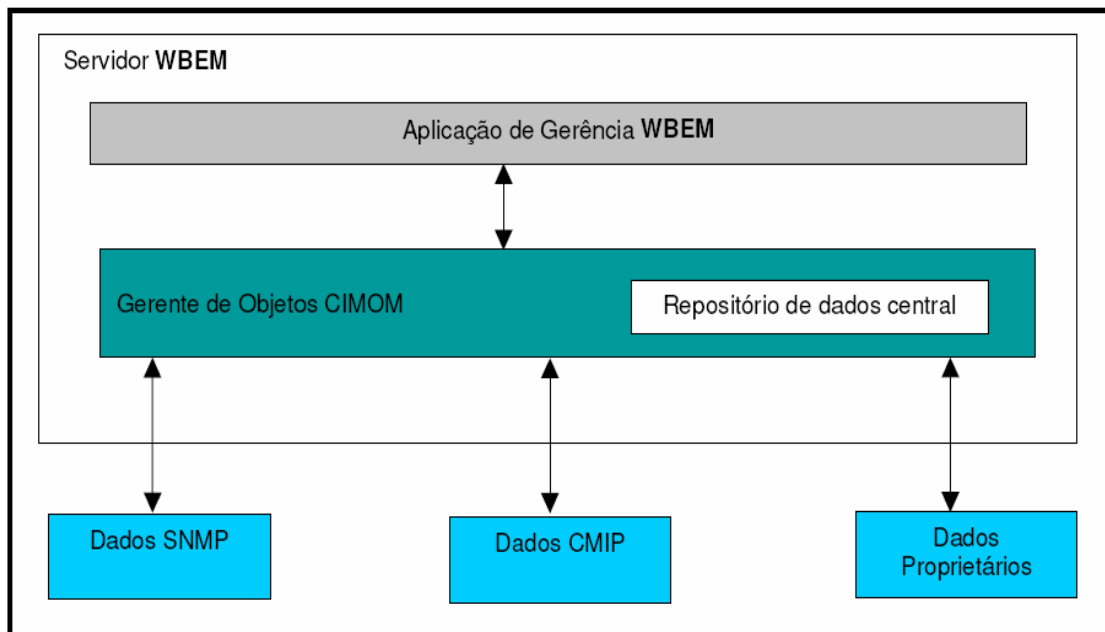 Servidor WBEM
Aplicação de Gerência WBEM
Gerente de Objetos CIMOM
Repositório de dados central
Dados SNMP
Dados CMIP
Dados
Proprietários